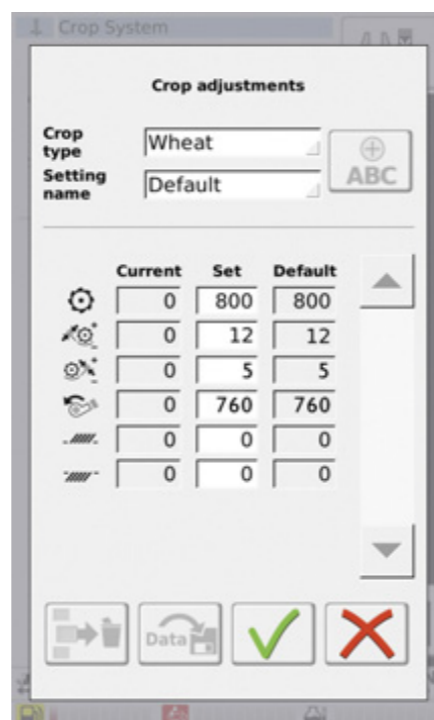 Crop System
Crop adjustments
Crop type
Wheat
ABC
Setting name
Default
Current Set Default
0 800 800
0 12 12
0 5 5
0 760 760
0 0 0
0 0 0
Data